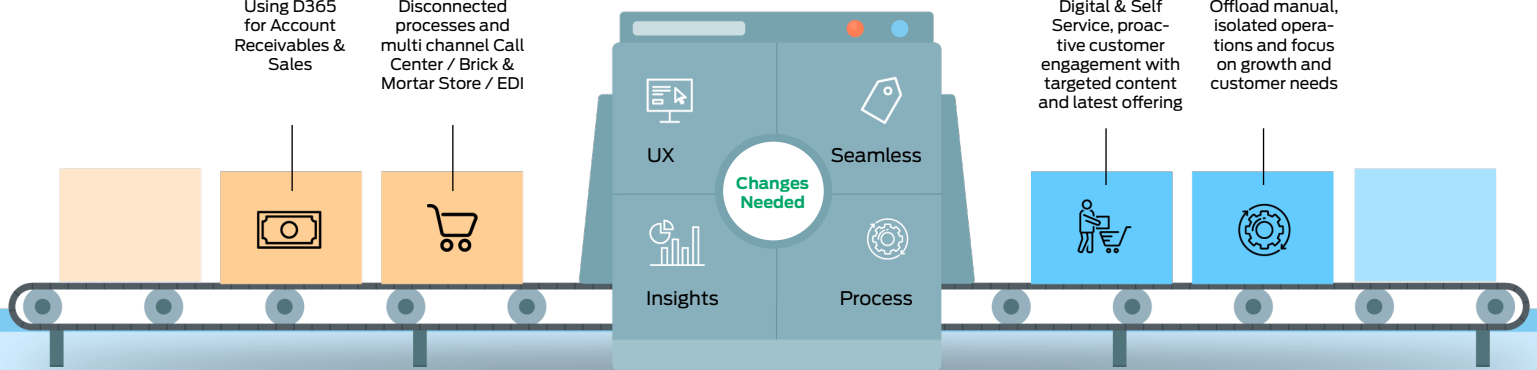 Using D365
for Account
Receivables &
Sales
Disconnected
processes and
multi channel Call
Center / Brick &
Mortar Store / EDI
UX
Seamless
Changes
Needed
Insights
Process
Digital & Self
Service, proac-
tive customer
engagement with
targeted content
and latest offering
Offload manual,
isolated opera-
tions and focus
on growth and
customer needs